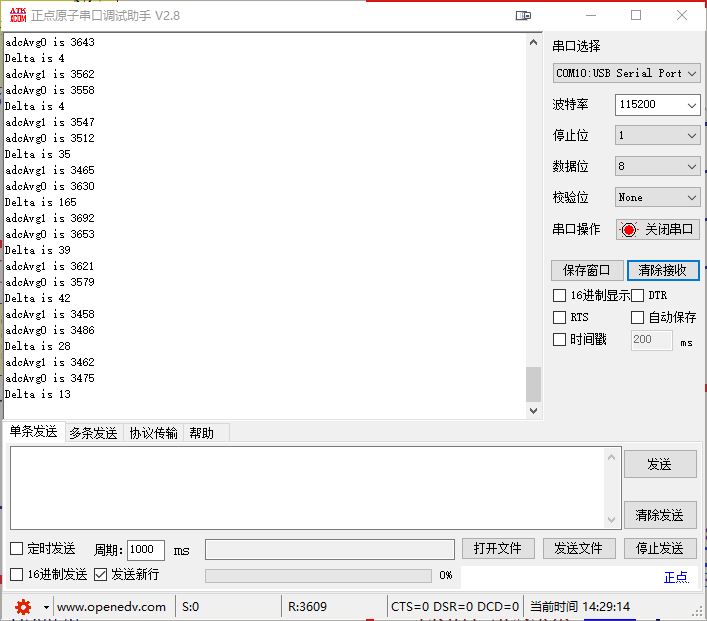 ATK
XCOM
正点原子串口调试助手 V2.8
adcAvg0 is 3643
Delta is 4
adcAvg1 is 3562
adcAvg0 is 3558
Delta is 4
adcAvg1 is 3547
adcAvg0 is 3512
Delta is 35
adcAvg1 is 3465
adcAvg0 is 3630
Delta is 165
adcAvg1 is 3692
adcAvg0 is 3653
Delta is 39
adcAvg1 is 3621
adcAvg0 is 3579
Delta is 42
adcAvg1 is 3458
adcAvg0 is 3486
Delta is 28
adcAvg1 is 3462
adcAvg0 is 3475
Delta is 13
串口选择
COM10:USB Serial Port
波特率 115200
停止位 1
数据位 8
校验位 None
串口操作 关闭串口
保存窗口 清除接收
16进制显示 DTR
RTS 自动保存
时间戳 200 ms
单条发送 多条发送 协议传输 帮助
发送
清除发送
定时发送 周期: 1000 ms 打开文件 发送文件 停止发送
16进制发送 发送新行 0% 正点
www.openedv.com S:0 R:3609 CTS=0 DSR=0 DCD=0 当前时间 14:29:14